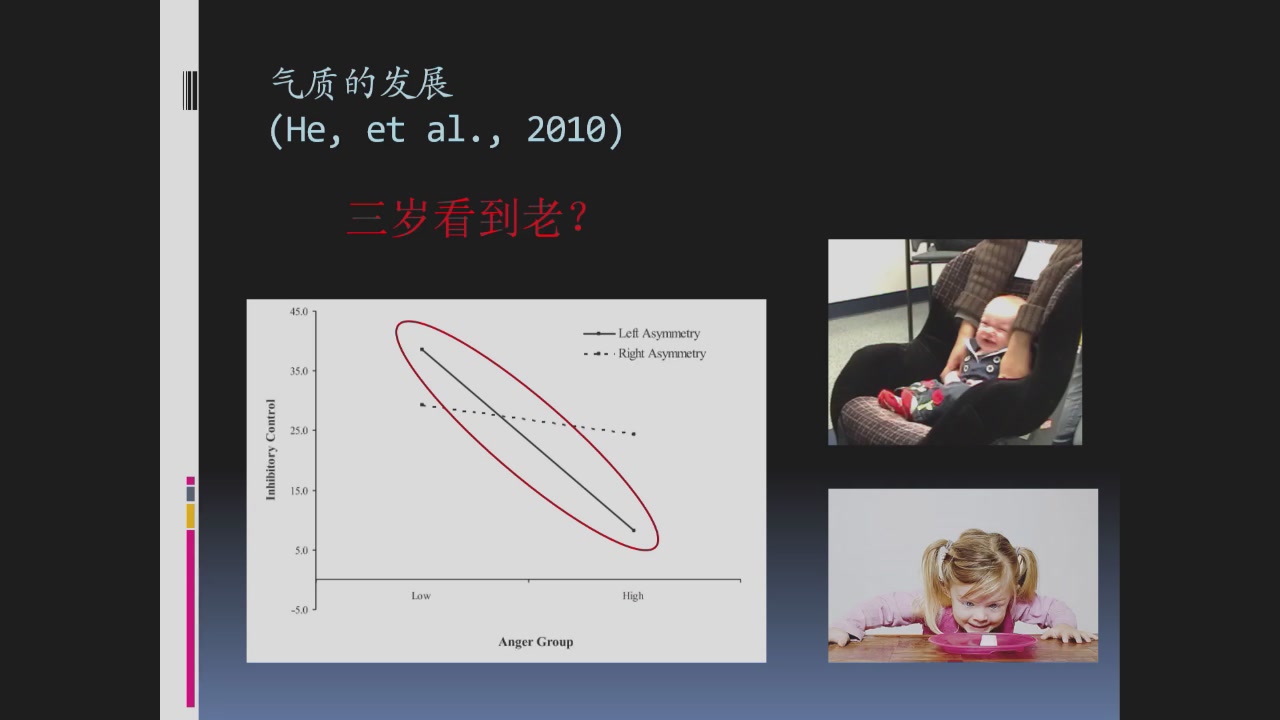 气质的发展
(He, et al., 2010)
三岁看到老?
45.0
35.0
25.0
15.0
5.0
-5.0
Inhibitory Control
Left Asymmetry
Right Asymmetry
Low
High
Anger Group